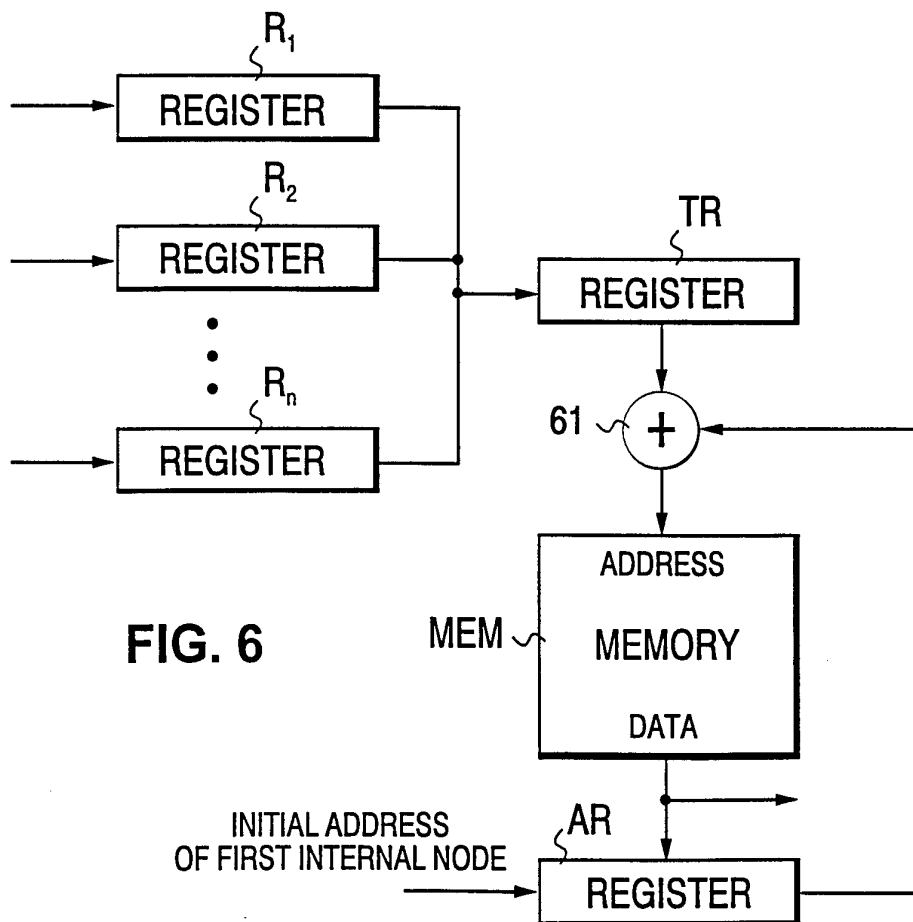 R1
REGISTER
R2
REGISTER
TR
REGISTER
Rn
REGISTER
61
+
ADDRESS
MEM
MEMORY
DATA
FIG. 6
INITIAL ADDRESS
OF FIRST INTERNAL NODE
AR
REGISTER